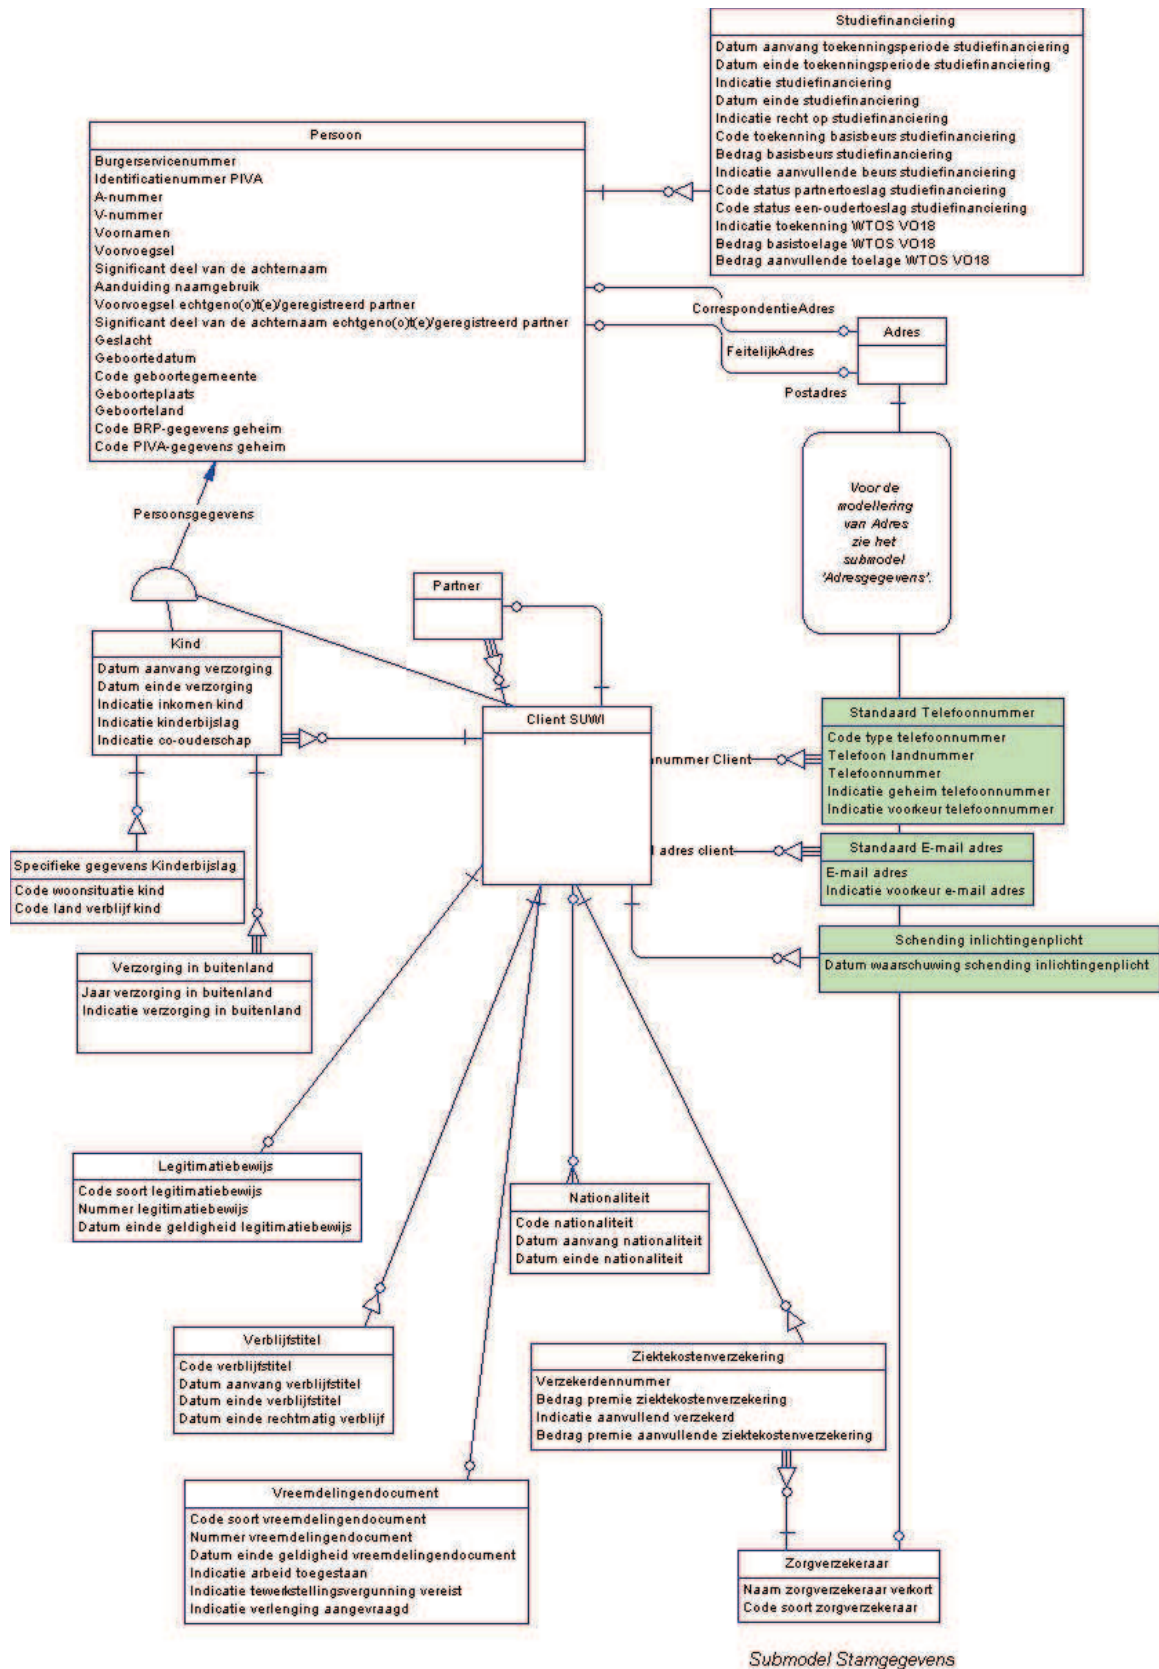 Studiefinanciering
Datum aanvang toekenningsperiode studiefinanciering
Datum einde toekenningsperiode studiefinanciering
Indicatie studiefinanciering
Datum einde studiefinanciering
Indicatie recht op studiefinanciering
Code toekenning basisbeurs studiefinanciering
Bedrag basisbeurs studiefinanciering
Indicatie aanvullende beurs studiefinanciering
Code status partnertoeslag studiefinanciering
Code status een-oudertoeslag studiefinanciering
Indicatie toekenning WTOS VO18
Bedrag basistoelage WTOS VO18
Bedrag aanvullende toelage WTOS VO18
Persoon
Burgerservicenummer
Identificatienummer PIVA
A-nummer
V-nummer
Voornamen
Voorvoegsel
Significant deel van de achternaam
Aanduiding naamgebruik
Voorvoegsel echtgeno(o)t(e)/geregistreerd partner
Significant deel van de achternaam echtgeno(o)t(e)/geregistreerd partner
Geslacht
Geboortedatum
Code geboortegemeente
Geboorteplaats
Geboorteland
Code BRP-gegevens geheim
Code PIVA-gegevens geheim
CorrespondentieAdres
FeitelijkAdres
Postadres
Adres
Voor de
modellering
van Adres
zie het
submodel
'Adresgegevens'.
Persoonsgegevens
Partner
Kind
Datum aanvang verzorging
Datum einde verzorging
Indicatie inkomen kind
Indicatie kinderbijslag
Indicatie co-ouderschap
Client SUWI
nummer Client
l adres client
Standaard Telefoonnummer
Code type telefoonnummer
Telefoon landnummer
Telefoonnummer
Indicatie geheim telefoonnummer
Indicatie voorkeur telefoonnummer
Standaard E-mail adres
E-mail adres
Indicatie voorkeur e-mail adres
Schending inlichtingenplicht
Datum waarschuwing schending inlichtingenplicht
Specifieke gegevens Kinderbijslag
Code woonsituatie kind
Code land verblijf kind
Verzorging in buitenland
Jaar verzorging in buitenland
Indicatie verzorging in buitenland
Legitimatiebewijs
Code soort legitimatiebewijs
Nummer legitimatiebewijs
Datum einde geldigheid legitimatiebewijs
Nationaliteit
Code nationaliteit
Datum aanvang nationaliteit
Datum einde nationaliteit
Verblijfstitel
Code verblijfstitel
Datum aanvang verblijfstitel
Datum einde verblijfstitel
Datum einde rechtmatig verblijf
Ziektekostenverzekering
Verzekerdennummer
Bedrag premie ziektekostenverzekering
Indicatie aanvullend verzekerd
Bedrag premie aanvullende ziektekostenverzekering
Vreemdelingendocument
Code soort vreemdelingendocument
Nummer vreemdelingendocument
Datum einde geldigheid vreemdelingendocument
Indicatie arbeid toegestaan
Indicatie tewerkstellingsvergunning vereist
Indicatie verlenging aangevraagd
Zorgverzekeraar
Naam zorgverzekeraar verkort
Code soort zorgverzekeraar
Submodel Stamgegevens